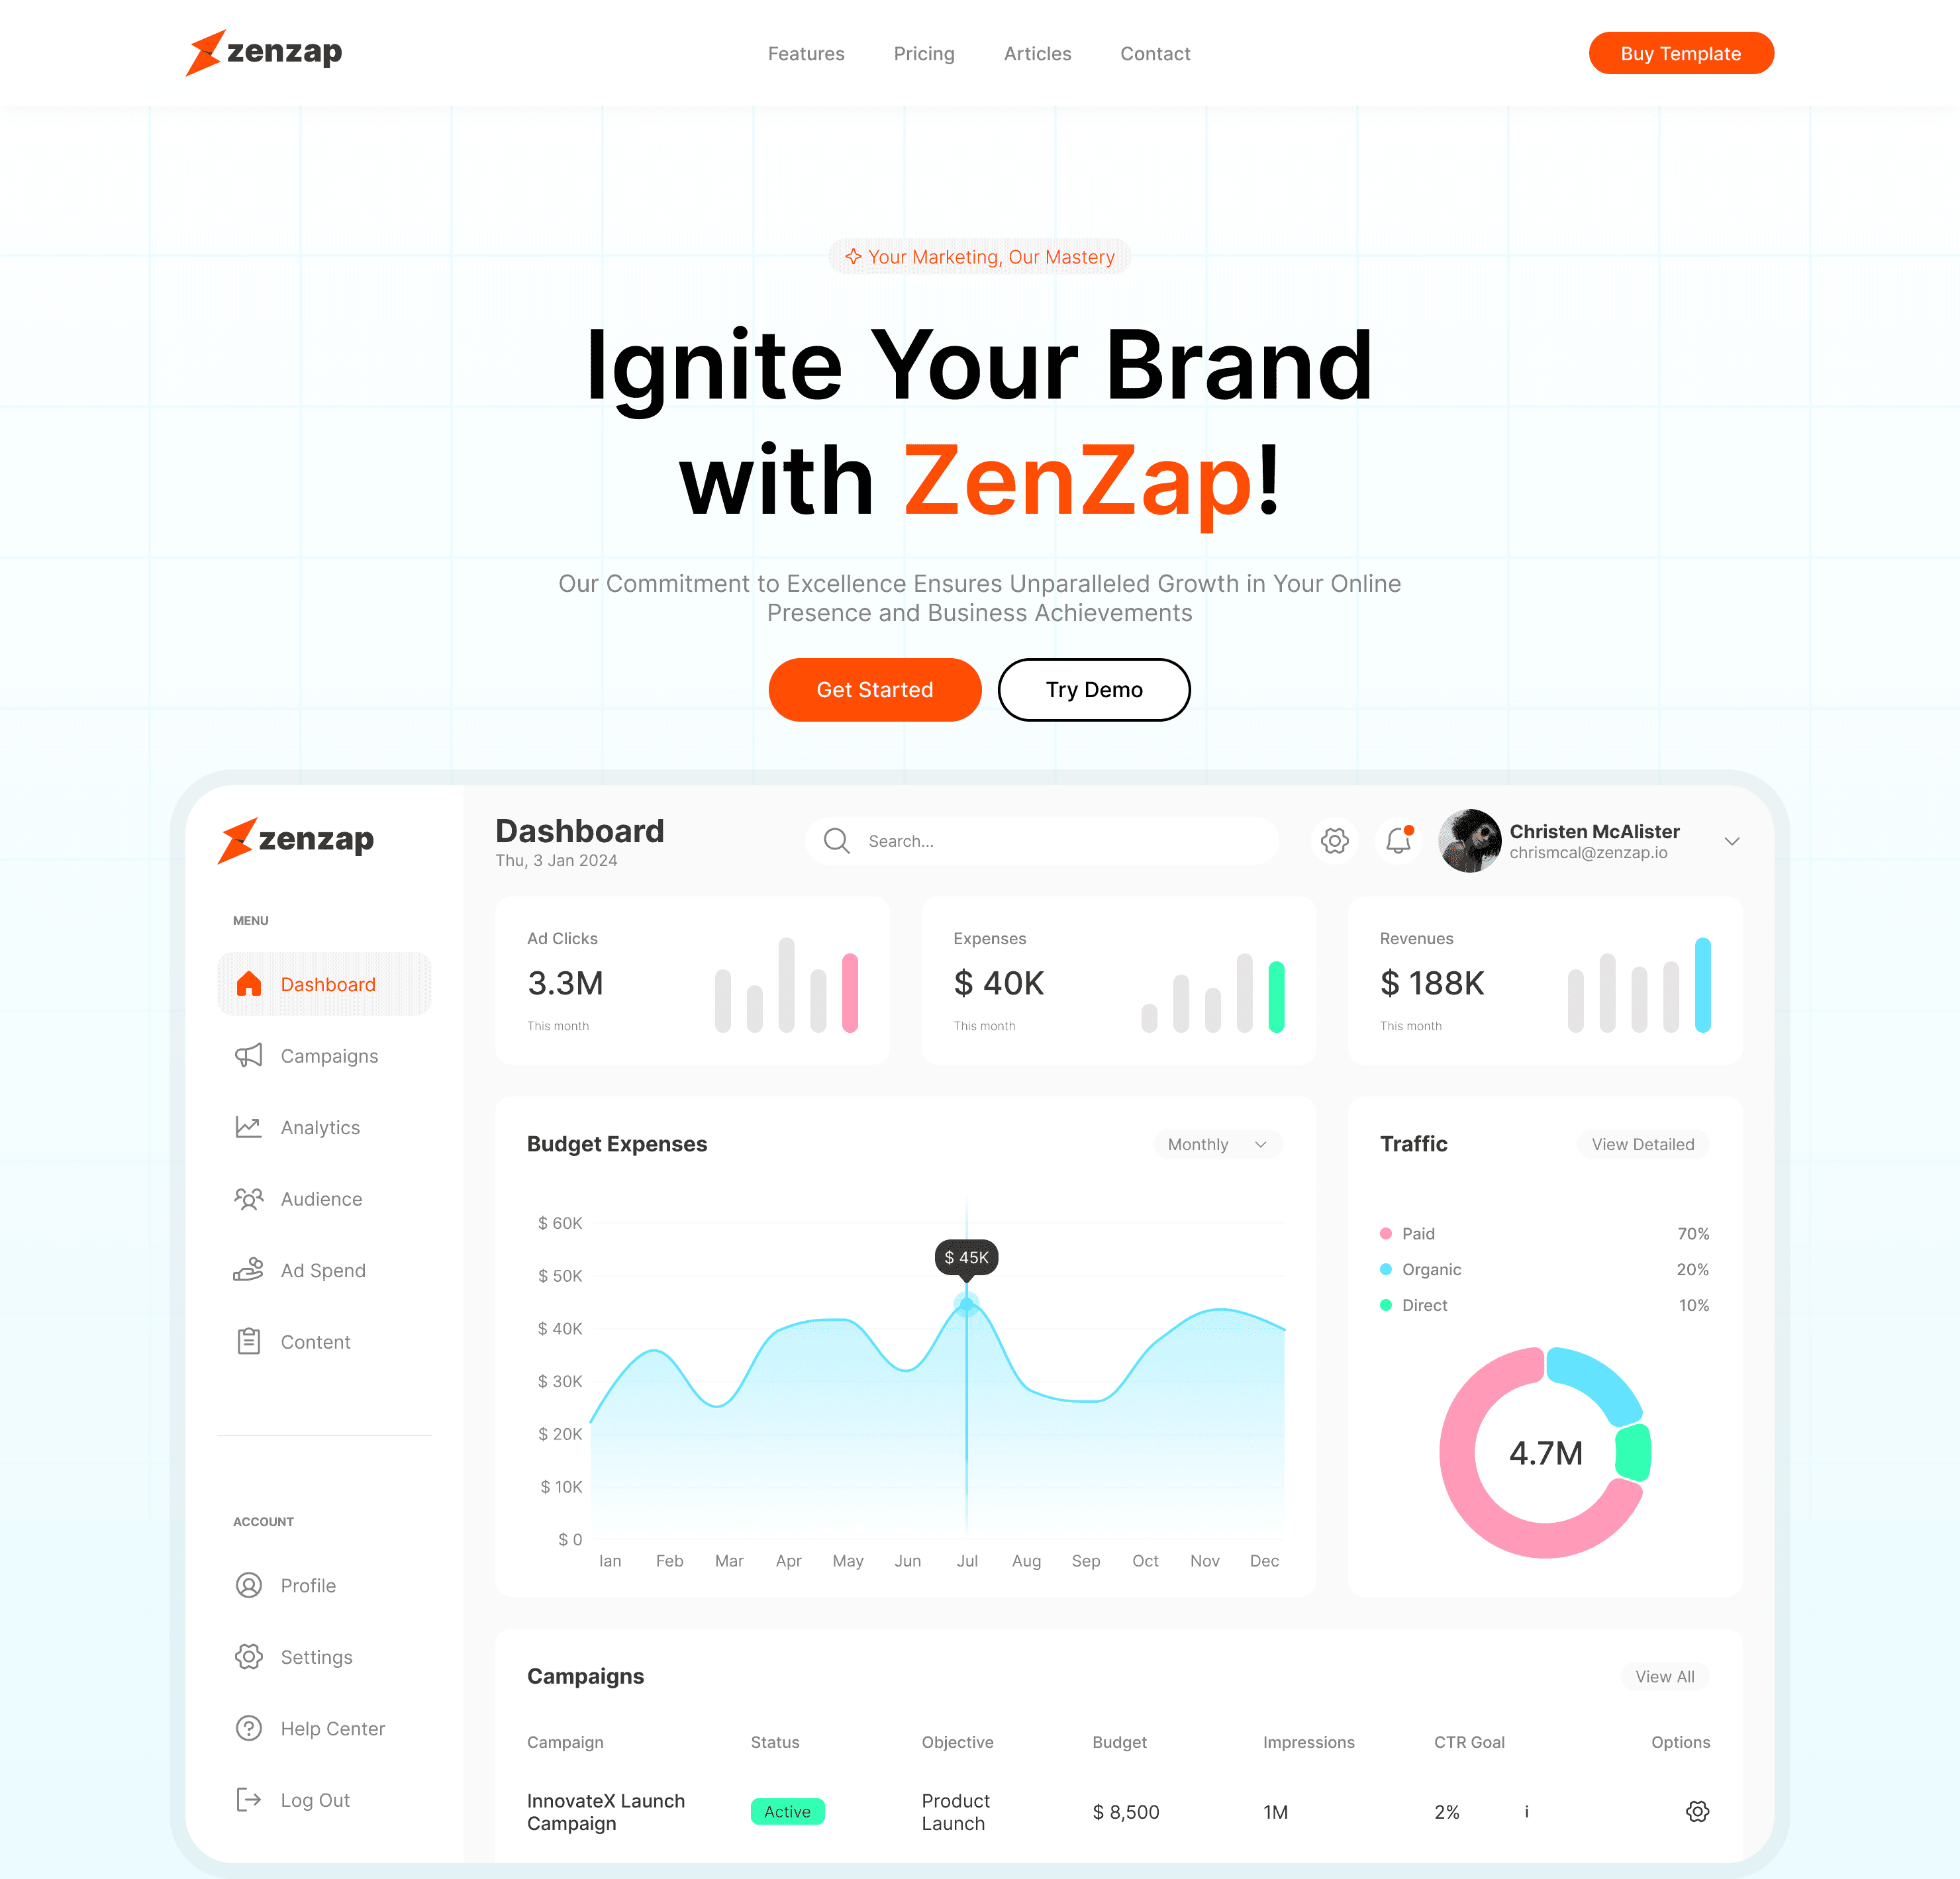 zenzap
Features
Pricing
Articles
Contact
Buy Template
Your Marketing, Our Mastery
Ignite Your Brand
with ZenZap!
Our Commitment to Excellence Ensures Unparalleled Growth in Your Online
Presence and Business Achievements
Get Started
Try Demo
zenzap
MENU
Dashboard
Campaigns
Analytics
Audience
Ad Spend
Content
ACCOUNT
Profile
Settings
Help Center
Log Out
Dashboard
Thu, 3 Jan 2024
Search...
Christen McAlister
chrismcal@zenzap.io
Ad Clicks
3.3M
This month
Expenses
$ 40K
This month
Revenues
$ 188K
This month
Budget Expenses
Monthly
$ 60K
$ 50K
$ 40K
$ 30K
$ 20K
$ 10K
$ 0
$ 45K
Ian
Feb
Mar
Apr
May
Jun
Jul
Aug
Sep
Oct
Nov
Dec
Traffic
View Detailed
Paid
70%
Organic
20%
Direct
10%
4.7M
Campaigns
View All
Campaign
Status
Objective
Budget
Impressions
CTR Goal
Options
InnovateX Launch
Campaign
Active
Product
Launch
$ 8,500
1M
2%
i